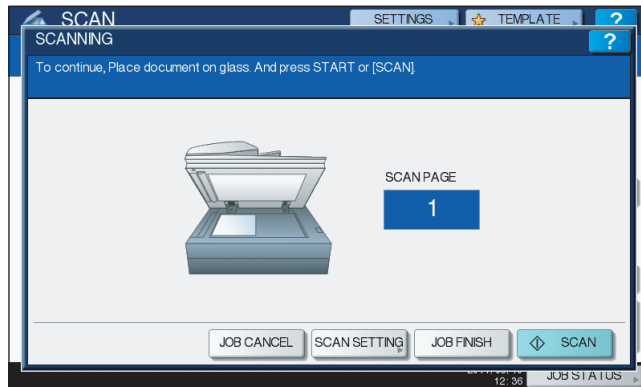 SCAN
SETTINGS
TEMPLATE
?
SCANNING
?
To continue, Place document on glass. And press START or [SCAN].
SCAN PAGE
1
JOB CANCEL
SCAN SETTING
JOB FINISH
SCAN
12:36
JOB STATUS